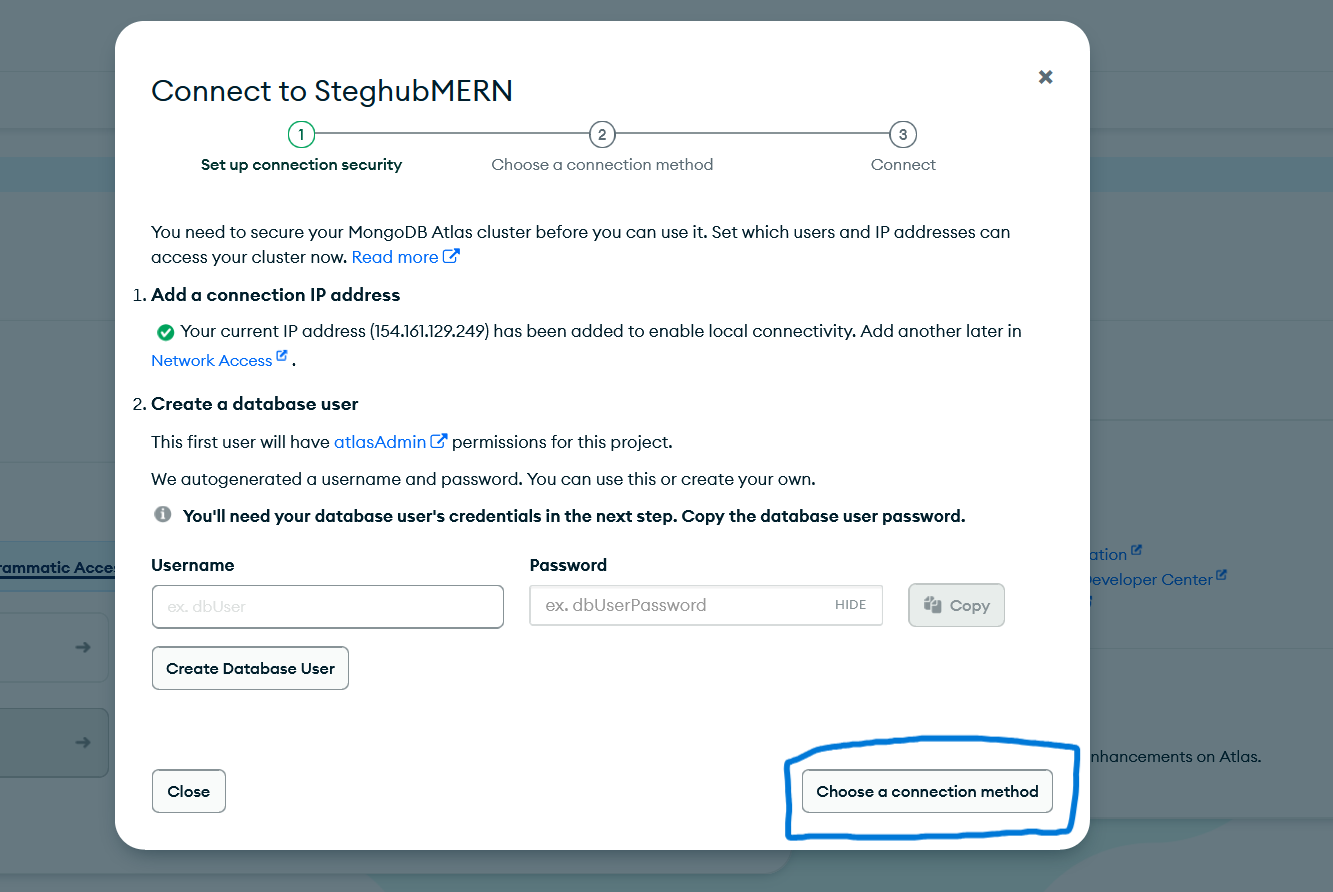 Connect to SteghubMERN
1
2
3
Set up connection security
Choose a connection method
Connect
You need to secure your MongoDB Atlas cluster before you can use it. Set which users and IP addresses can
access your cluster now. Read more
1. Add a connection IP address
Your current IP address (154.161.129.249) has been added to enable local connectivity. Add another later in
Network Access .
2. Create a database user
This first user will have atlasAdmin permissions for this project.
We autogenerated a username and password. You can use this or create your own.
You'll need your database user's credentials in the next step. Copy the database user password.
ation
Username
Password
rammatic Acce
eveloper Center
ex. dbUser
ex. dbUserPassword
HIDE
Copy
Create Database User
nhancements on Atlas.
Close
Choose a connection method